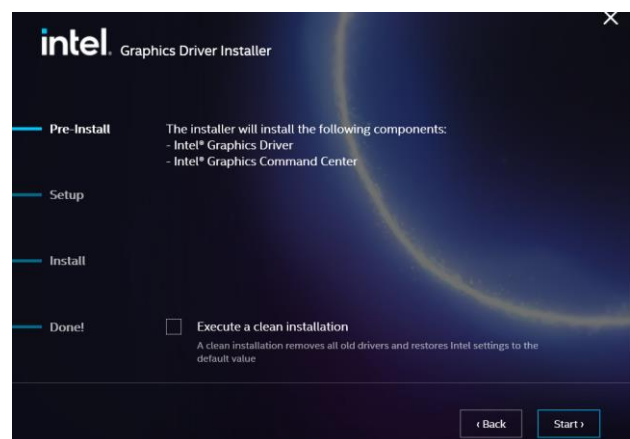 intel. Graphics Driver Installer
Pre-Install
The installer will install the following components:
- Intel® Graphics Driver
- Intel® Graphics Command Center
Setup
Install
Done!
Execute a clean installation
A clean installation removes all old drivers and restores Intel settings to the
default value
‹ Back
Start ›